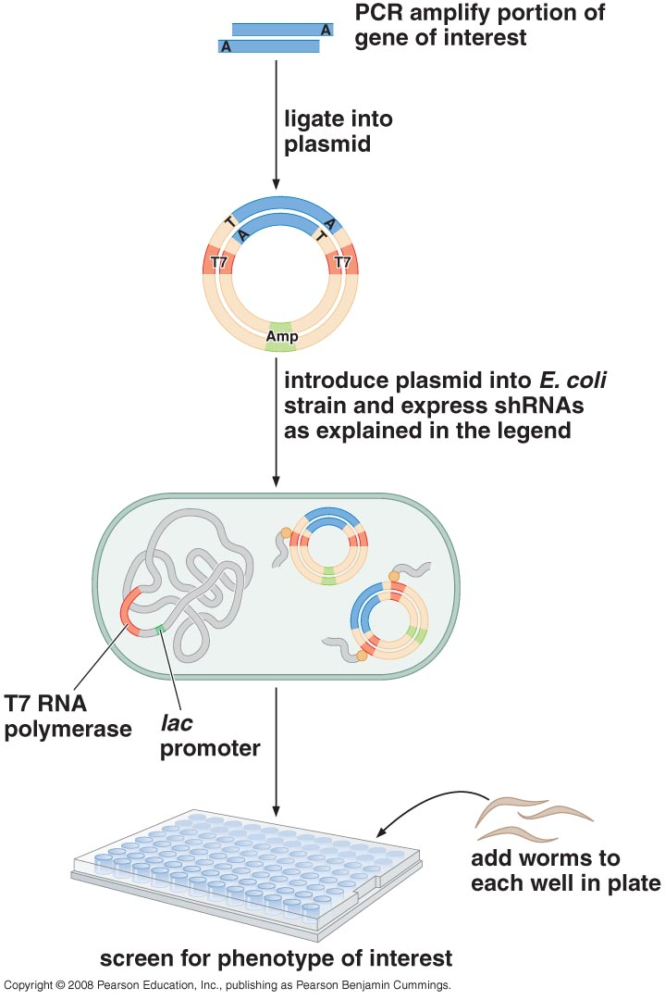 PCR amplify portion of
gene of interest
A
A
ligate into
plasmid
T
A
A
T
T7
T7
Amp
introduce plasmid into E. coli
strain and express shRNAs
as explained in the legend
T7 RNA
polymerase
lac
promoter
add worms to
each well in plate
screen for phenotype of interest
Copyright © 2008 Pearson Education, Inc., publishing as Pearson Benjamin Cummings.